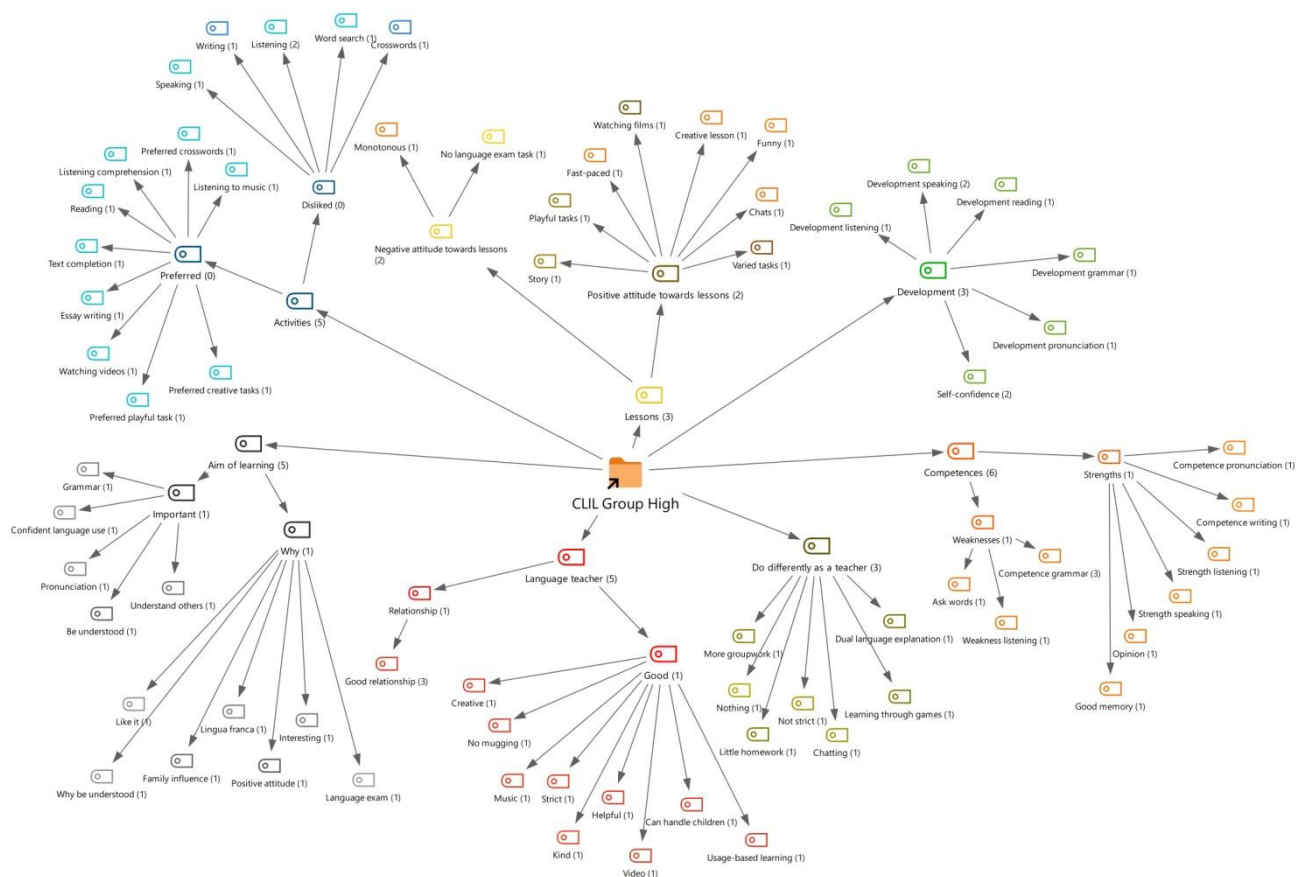 Writing (1)
Listening (2)
Word search (1)
Crosswords (1)
Speaking (1)
Disliked (0)
Preferred crosswords (1)
Listening comprehension (1)
Listening to music (1)
Reading (1)
Text completion (1)
Preferred (0)
Essay writing (1)
Watching videos (1)
Preferred creative tasks (1)
Preferred playful task (1)
Activities (5)
Monotonous (1)
No language exam task (1)
Negative attitude towards lessons
(2)
Watching films (1)
Creative lesson (1)
Funny (1)
Fast-paced (1)
Chats (1)
Playful tasks (1)
Varied tasks (1)
Story (1)
Positive attitude towards lessons (2)
Lessons (3)
Development speaking (2)
Development reading (1)
Development listening (1)
Development grammar (1)
Development (3)
Development pronunciation (1)
Self-confidence (2)
CLIL Group High
Aim of learning (5)
Grammar (1)
Important (1)
Confident language use (1)
Pronunciation (1)
Understand others (1)
Be understood (1)
Why (1)
Like it (1)
Lingua franca (1)
Interesting (1)
Why be understood (1)
Family influence (1)
Positive attitude (1)
Language exam (1)
Language teacher (5)
Relationship (1)
Good relationship (3)
Good (1)
Creative (1)
No mugging (1)
Music (1)
Strict (1)
Helpful (1)
Can handle children (1)
Kind (1)
Video (1)
Usage-based learning (1)
Do differently as a teacher (3)
More groupwork (1)
Dual language explanation (1)
Nothing (1)
Not strict (1)
Learning through games (1)
Little homework (1)
Chatting (1)
Competences (6)
Weaknesses (1)
Competence grammar (3)
Ask words (1)
Weakness listening (1)
Strengths (1)
Competence pronunciation (1)
Competence writing (1)
Strength listening (1)
Strength speaking (1)
Opinion (1)
Good memory (1)